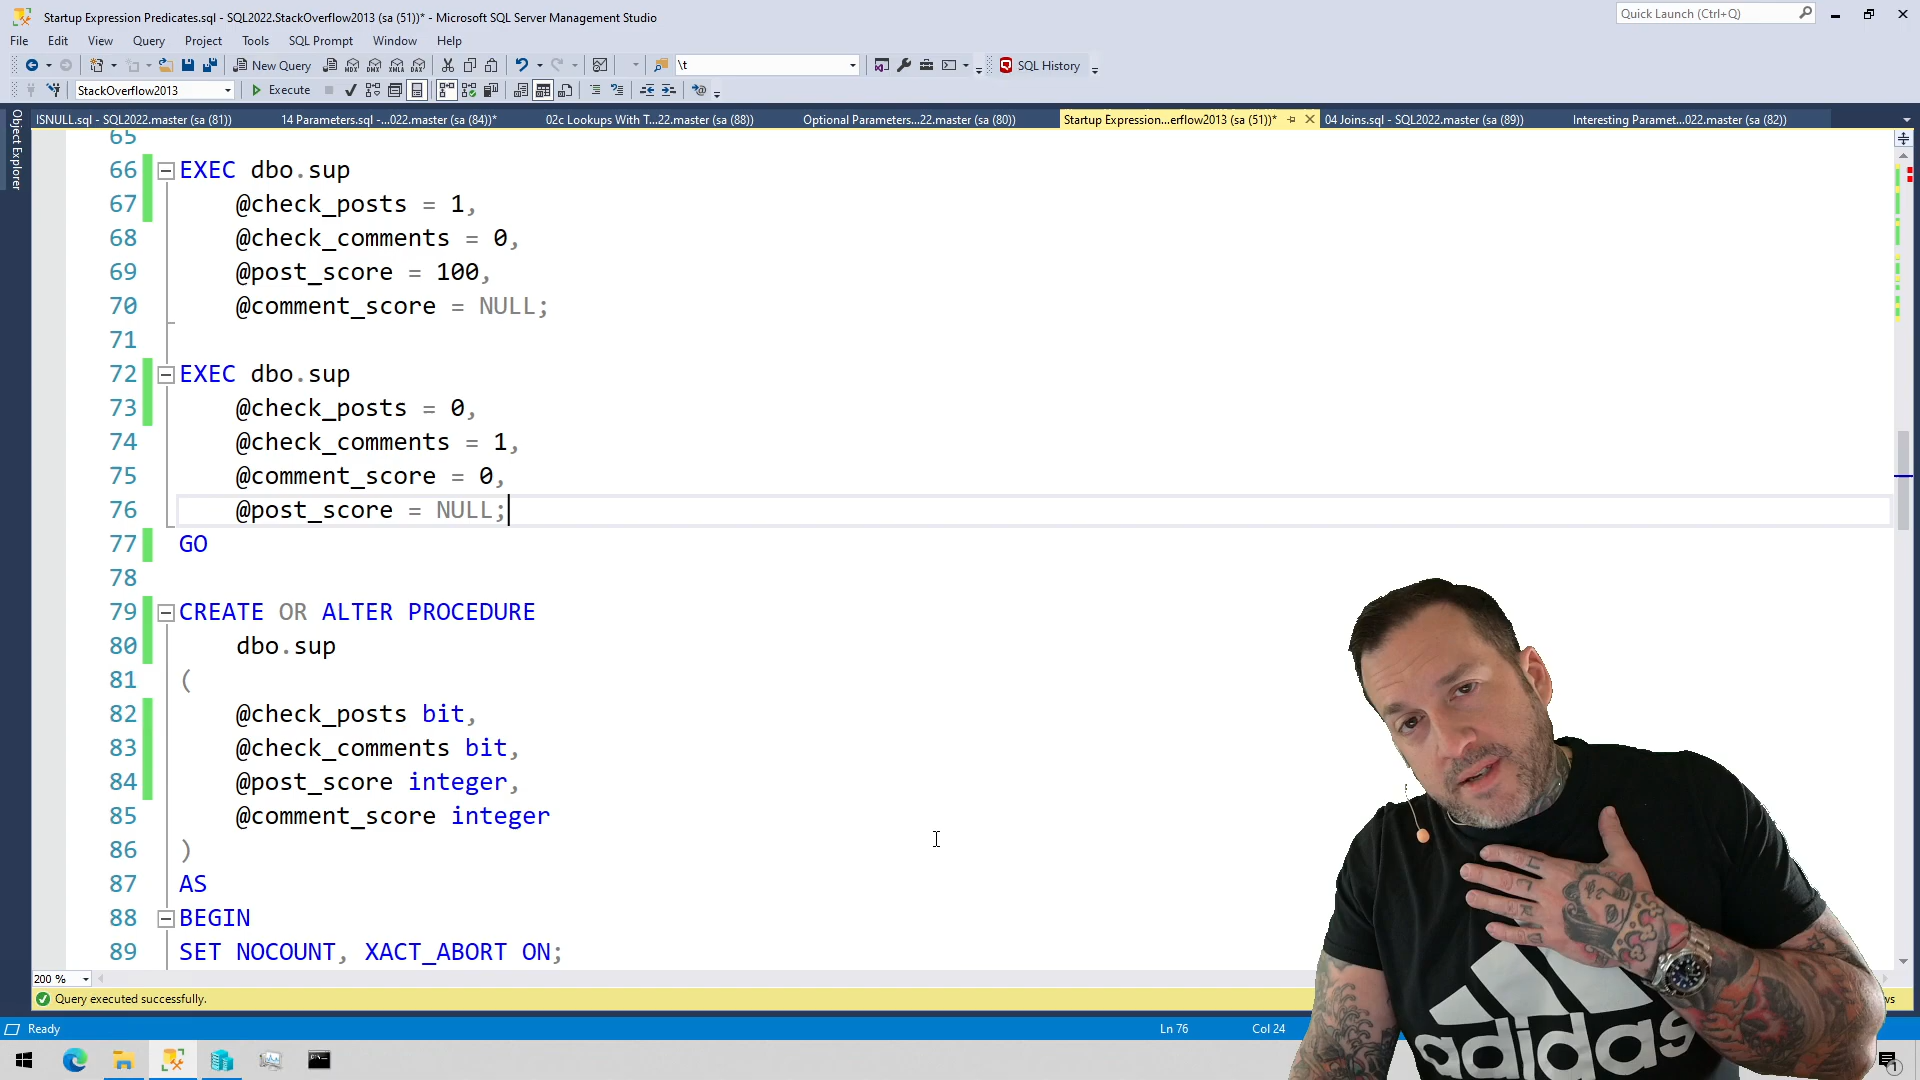 Startup Expression Predicates.sql - SQL2022.StackOverflow2013 (sa (51))* - Microsoft SQL Server Management Studio
Quick Launch (Ctrl+Q)
File Edit View Query Project Tools SQL Prompt Window Help
New Query
\t
SQL History
StackOverflow2013
Execute
Object Explorer
ISNULL.sql - SQL2022.master (sa (81))
14 Parameters.sql -...022.master (sa (84))*
02c Lookups With T...22.master (sa (88))
Optional Parameters...22.master (sa (80))
Startup Expression...erflow2013 (sa (51))*
04 Joins.sql - SQL2022.master (sa (89))
Interesting Paramet...022.master (sa (82))
65
66 EXEC dbo.sup
67 @check_posts = 1,
68 @check_comments = 0,
69 @post_score = 100,
70 @comment_score = NULL;
71
72 EXEC dbo.sup
73 @check_posts = 0,
74 @check_comments = 1,
75 @comment_score = 0,
76 @post_score = NULL;
77 GO
78
79 CREATE OR ALTER PROCEDURE
80 dbo.sup
81 (
82 @check_posts bit,
83 @check_comments bit,
84 @post_score integer,
85 @comment_score integer
86 )
87 AS
88 BEGIN
89 SET NOCOUNT, XACT_ABORT ON;
200 %
Query executed successfully.
Ready
Ln 76
Col 24
adidas